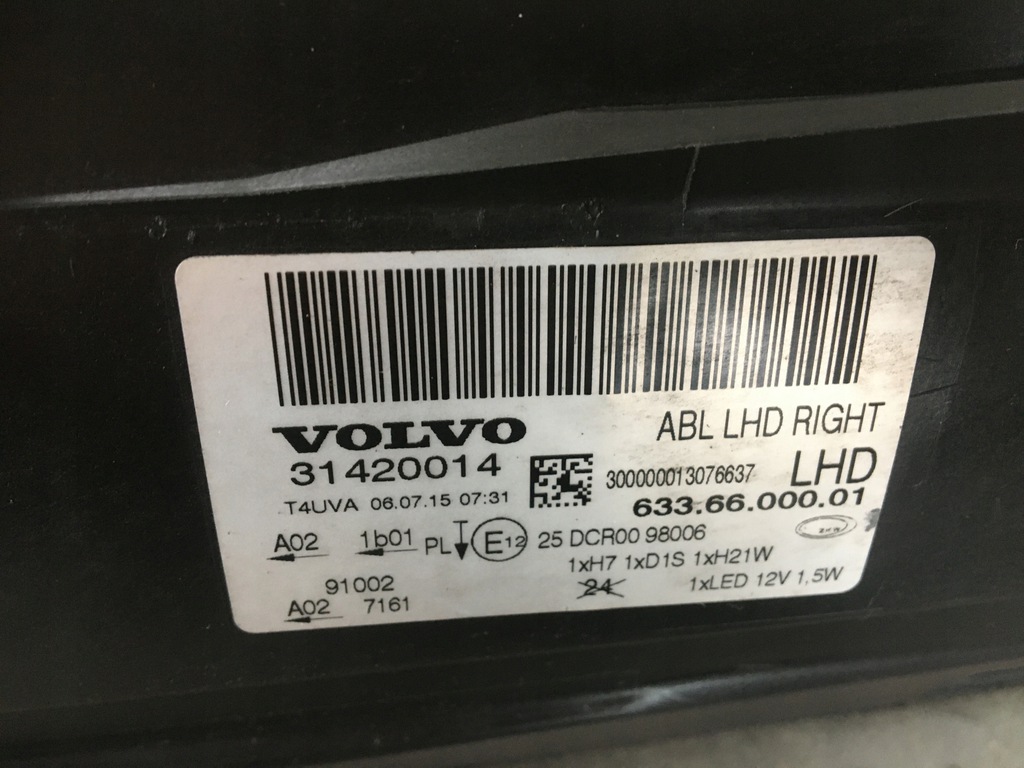 VOLVO
ABL LHD RIGHT
31420014
300000013076637
LHD
T4UVA 06.07.15 07:31
633.66.000.01
A02
1b01
PL
E12
25 DCR00 98006
1xH7 1xD1S 1xH21W
91002
24
1xLED 12V 1,5W
A02
7161